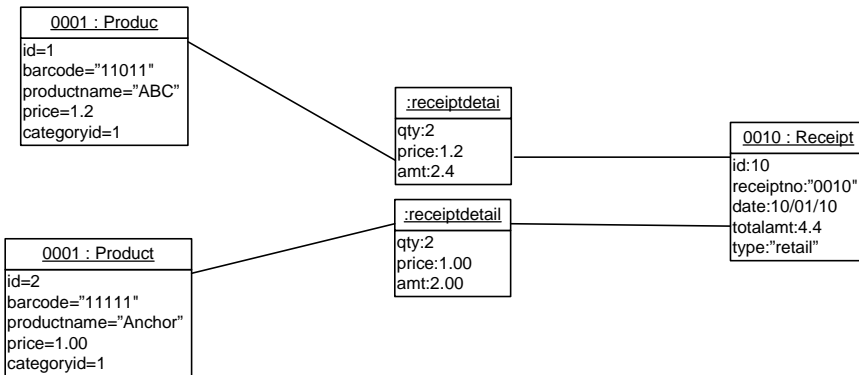 0001 : Produc
id=1
barcode="11011"
productname="ABC"
price=1.2
categoryid=1
:receiptdetai
qty:2
price:1.2
amt:2.4
0010 : Receipt
id:10
receiptno:"0010"
date:10/01/10
totalamt:4.4
type:"retail"
:receiptdetail
qty:2
price:1.00
amt:2.00
0001 : Product
id=2
barcode="11111"
productname="Anchor"
price=1.00
categoryid=1